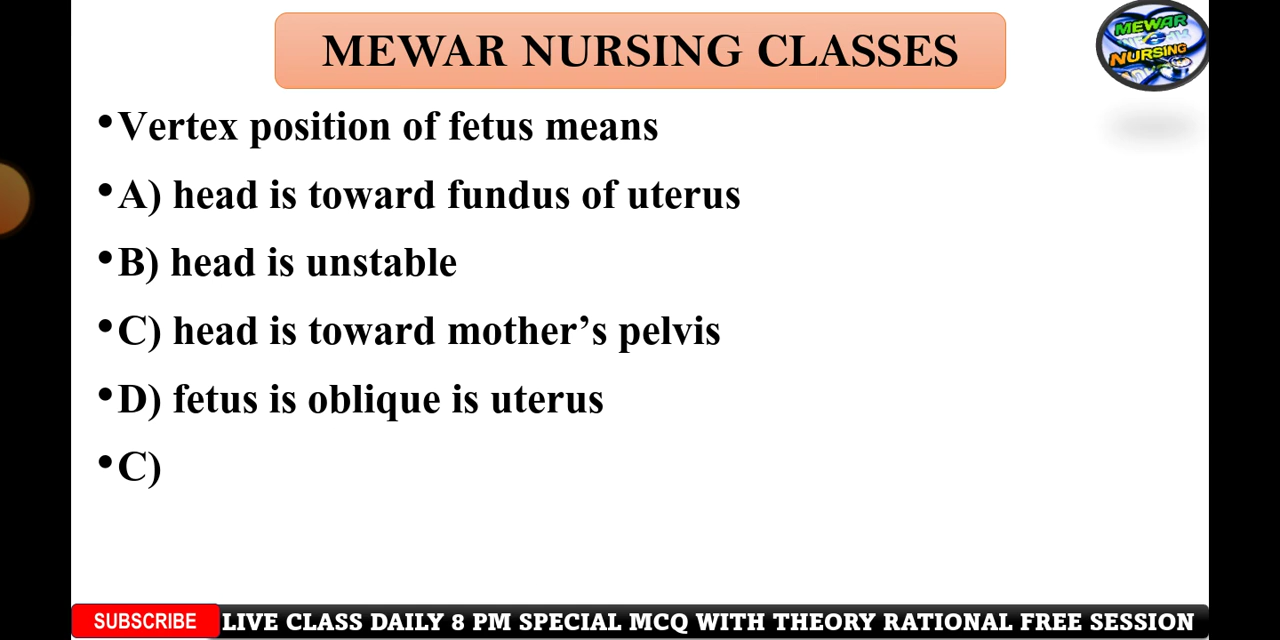 MEWAR NURSING CLASSES
MEWAR
NURSING
•Vertex position of fetus means
•A) head is toward fundus of uterus
•B) head is unstable
•C) head is toward mother’s pelvis
•D) fetus is oblique is uterus
•C)
SUBSCRIBE LIVE CLASS DAILY 8 PM SPECIAL MCQ WITH THEORY RATIONAL FREE SESSION